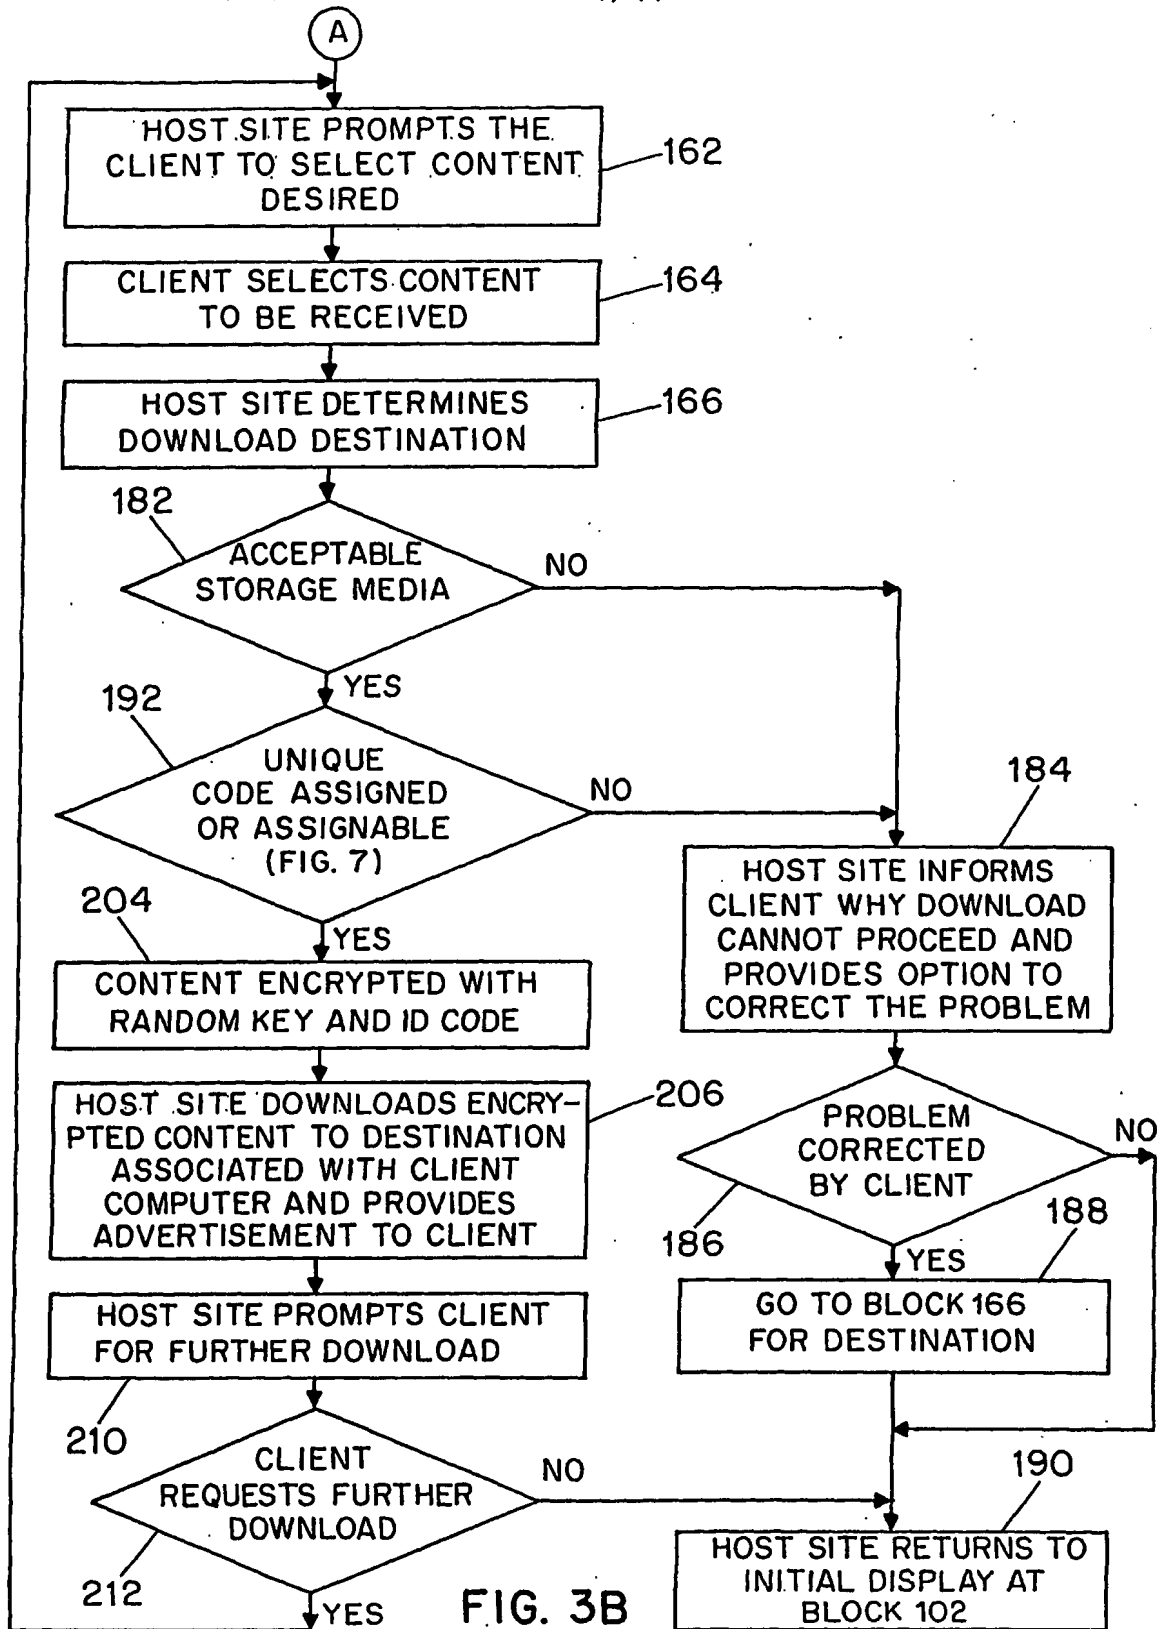 A
HOST SITE PROMPTS THE
CLIENT TO SELECT CONTENT
DESIRED
162
CLIENT SELECTS CONTENT
TO BE RECEIVED
164
HOST SITE DETERMINES
DOWNLOAD DESTINATION
166
182
ACCEPTABLE
STORAGE MEDIA
NO
YES
192
UNIQUE
CODE ASSIGNED
OR ASSIGNABLE
(FIG. 7)
NO
YES
184
HOST SITE INFORMS
CLIENT WHY DOWNLOAD
CANNOT PROCEED AND
PROVIDES OPTION TO
CORRECT THE PROBLEM
204
CONTENT ENCRYPTED WITH
RANDOM KEY AND ID CODE
HOST SITE DOWNLOADS ENCRY-
PTED CONTENT TO DESTINATION
ASSOCIATED WITH CLIENT
COMPUTER AND PROVIDES
ADVERTISEMENT TO CLIENT
206
PROBLEM
CORRECTED
BY CLIENT
NO
186
YES
188
GO TO BLOCK 166
FOR DESTINATION
HOST SITE PROMPTS CLIENT
FOR FURTHER DOWNLOAD
210
CLIENT
REQUESTS FURTHER
DOWNLOAD
NO
212
YES
190
HOST SITE RETURNS TO
INITIAL DISPLAY AT
BLOCK 102
FIG. 3B